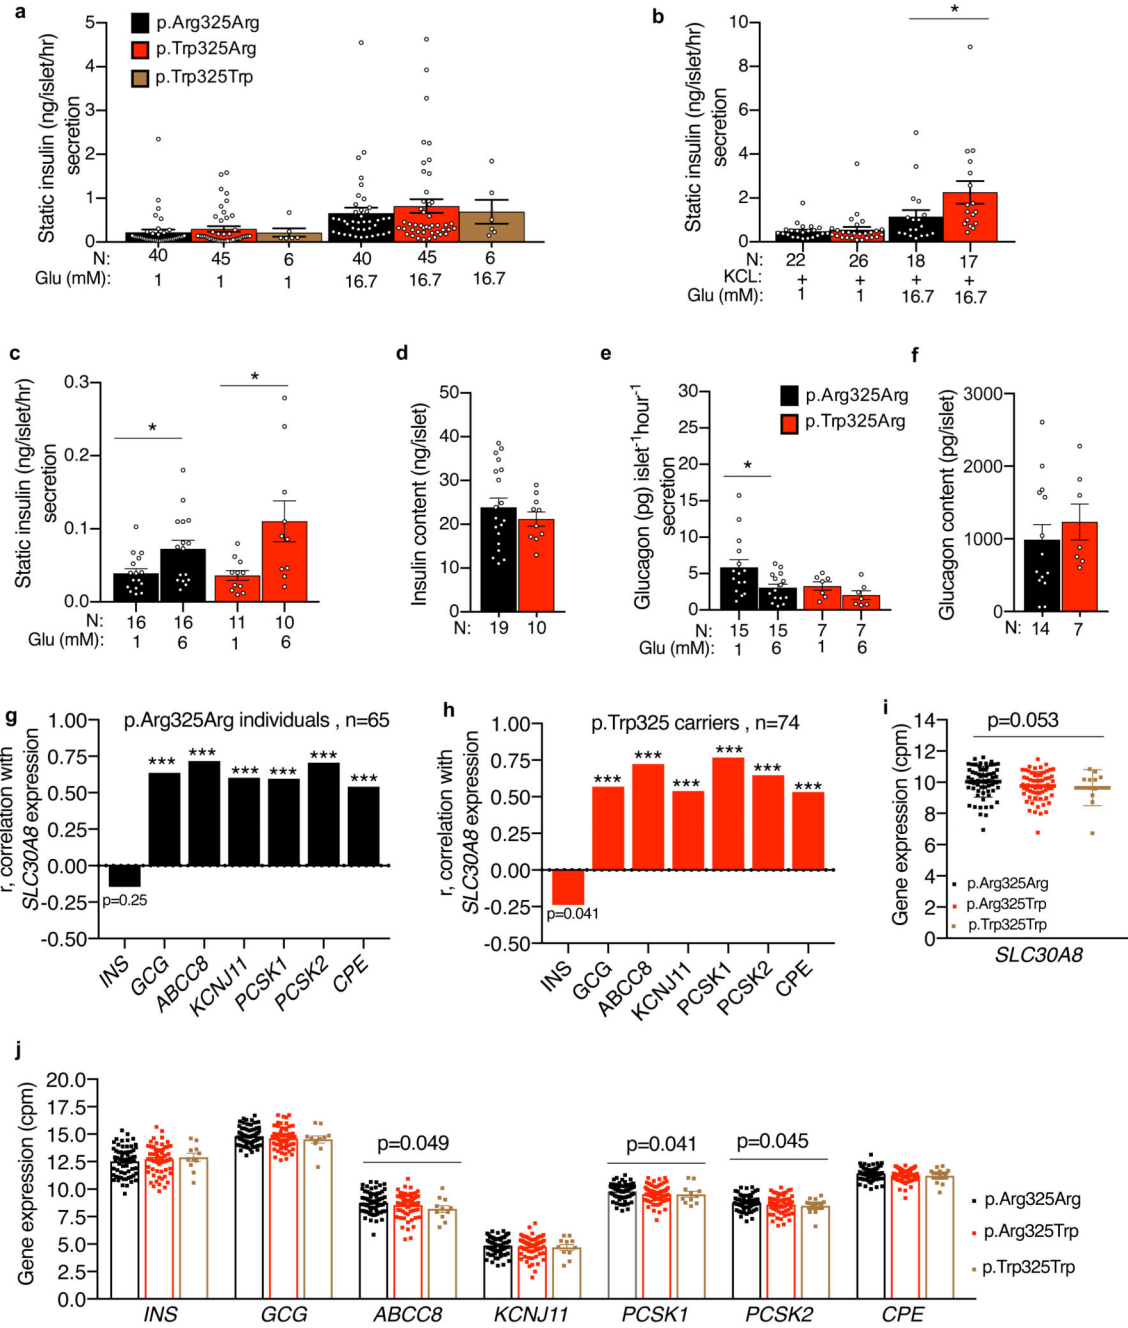 a
Static insulin (ng/islet/hr)
secretion
5
4
3
2
1
0
p.Arg325Arg
p.Trp325Arg
p.Trp325Trp
N: 40 45 6 40 45 6
Glu (mM): 1 1 1 16.7 16.7 16.7
b
Static insulin (ng/islet/hr)
secretion
10
8
6
4
2
0
*
N: 22 26 18 17
KCL: + + + +
Glu (mM): 1 1 16.7 16.7
c
Static insulin (ng/islet/hr)
secretion
0.3
0.2
0.1
0.0
*
*
N: 16 16 11 10
Glu (mM): 1 6 1 6
d
Insulin content (ng/islet)
50
40
30
20
10
0
N: 19 10
e
Glucagon (pg) islet-1hour-1
secretion
30
25
20
15
10
5
0
p.Arg325Arg
p.Trp325Arg
*
N: 15 15 7 7
Glu (mM): 1 6 1 6
f
Glucagon content (pg/islet)
3000
2000
1000
0
N: 14 7
g
r, correlation with
SLC30A8 expression
1.00
0.75
0.50
0.25
0.00
-0.25
-0.50
p.Arg325Arg individuals , n=65
*** *** *** *** *** ***
p=0.25
INS GCG ABCC8 KCNJ11 PCSK1 PCSK2 CPE
h
r, correlation with
SLC30A8 expression
1.00
0.75
0.50
0.25
0.00
-0.25
-0.50
p.Trp325 carriers , n=74
*** *** *** *** *** ***
p=0.041
INS GCG ABCC8 KCNJ11 PCSK1 PCSK2 CPE
i
Gene expression (cpm)
14
12
10
8
6
4
2
0
p=0.053
p.Arg325Arg
p.Arg325Trp
p.Trp325Trp
SLC30A8
j
Gene expression (cpm)
20.0
17.5
15.0
12.5
10.0
7.5
5.0
2.5
0.0
p=0.049
p=0.041
p=0.045
p.Arg325Arg
p.Arg325Trp
p.Trp325Trp
INS GCG ABCC8 KCNJ11 PCSK1 PCSK2 CPE